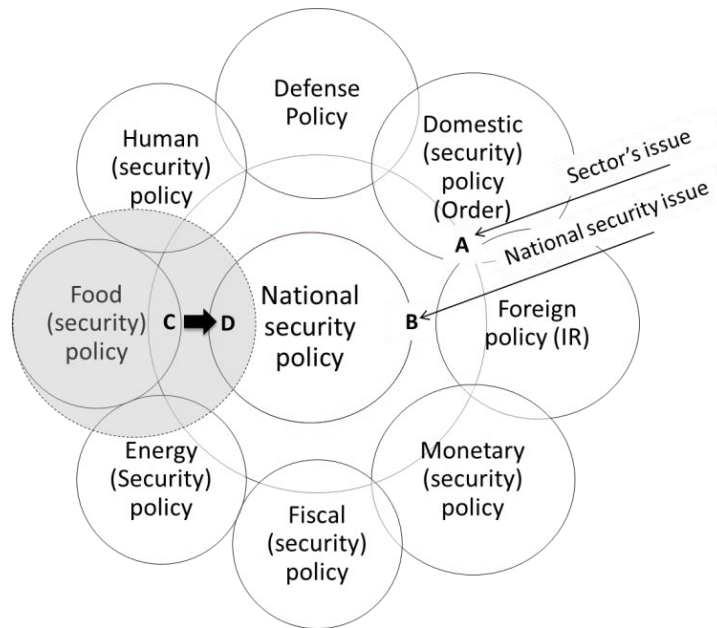 Defense
Policy
Human
(security)
policy
Domestic
(security)
policy
(Order)
Sector's issue
National security issue
A
Food
(security)
policy
C
D
National
security
policy
B
Foreign
policy (IR)
Energy
(Security)
policy
Monetary
(security)
policy
Fiscal
(security)
policy